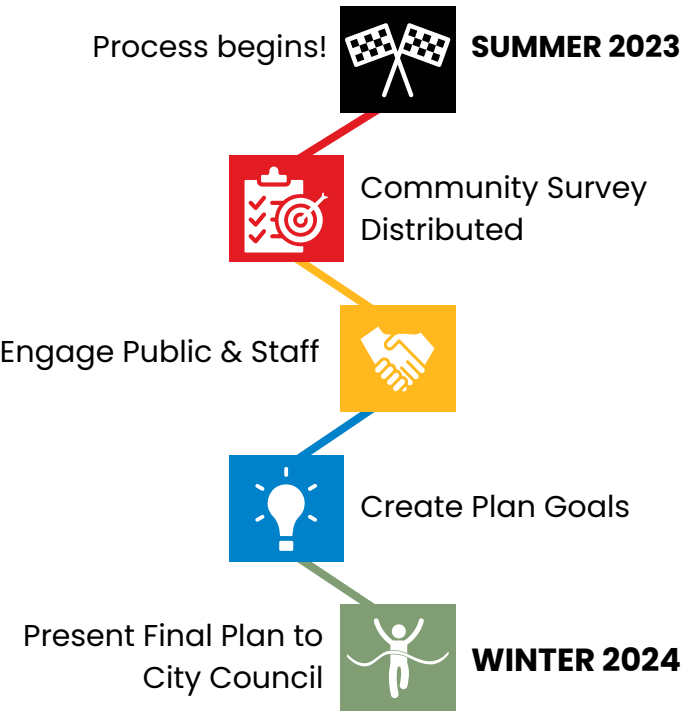 Process begins!
SUMMER 2023
Community Survey
Distributed
Engage Public & Staff
Create Plan Goals
Present Final Plan to
City Council
WINTER 2024